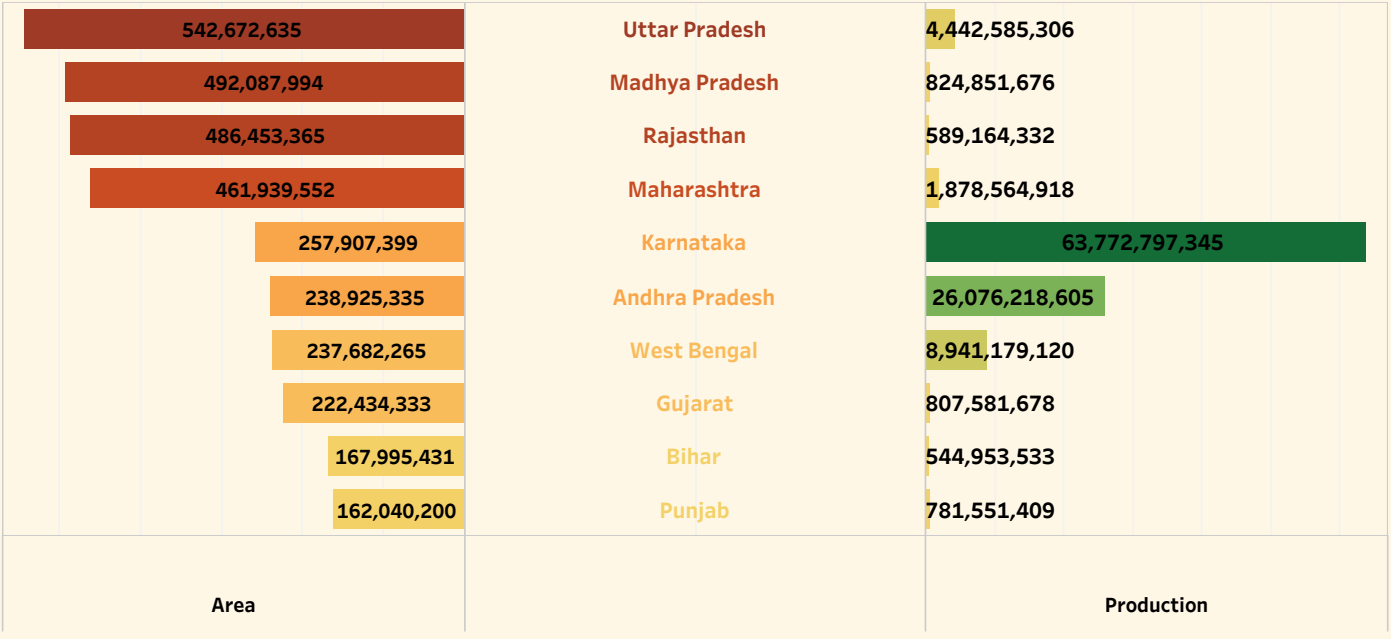 542,672,635 Uttar Pradesh 4,442,585,306
492,087,994 Madhya Pradesh 824,851,676
486,453,365 Rajasthan 589,164,332
461,939,552 Maharashtra 1,878,564,918
257,907,399 Karnataka 63,772,797,345
238,925,335 Andhra Pradesh 26,076,218,605
237,682,265 West Bengal 8,941,179,120
222,434,333 Gujarat 807,581,678
167,995,431 Bihar 544,953,533
162,040,200 Punjab 781,551,409
Area Production